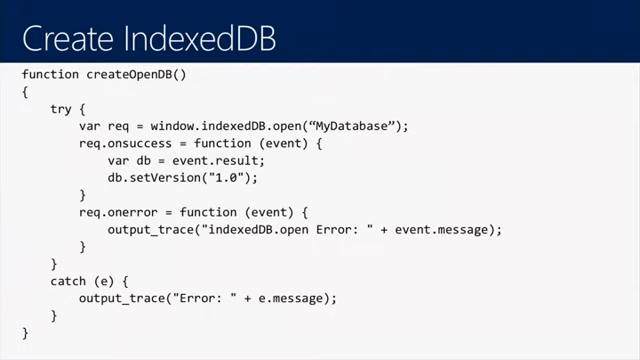 Create IndexedDB
function createOpenDB()
{
    try {
        var req = window.indexedDB.open(“MyDatabase”);
        req.onsuccess = function (event) {
            var db = event.result;
            db.setVersion("1.0");
        }
        req.onerror = function (event) {
            output_trace("indexedDB.open Error: " + event.message);
        }
    }
    catch (e) {
        output_trace("Error: " + e.message);
    }
}